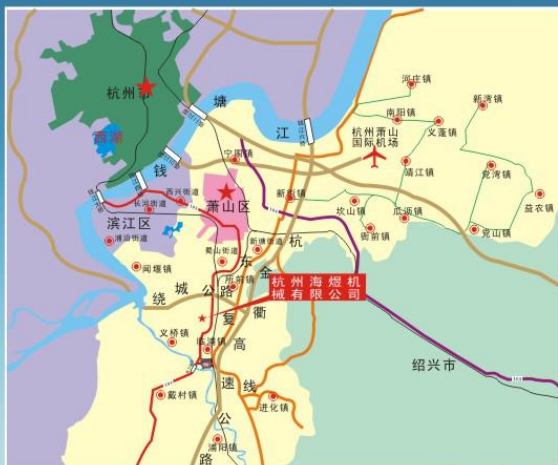 河庄镇
新湾镇
杭州市
塘
南阳镇
义蓬镇
江
杭州萧山
国际机场
西湖
宁围镇
钱
靖江镇
党湾镇
益农镇
西兴街道
长河街道
萧山区
新街镇
坎山镇
瓜沥镇
滨江区
衙前镇
党山镇
浦沿街道
新塘街道
杭
蜀山街道
东
闻堰镇
金
绕
城
公
路
所前镇
杭州海煜机
械有限公司
复
衢
义桥镇
临浦镇
高
绍兴市
速
线
戴村镇
进化镇
公
浦阳镇
路